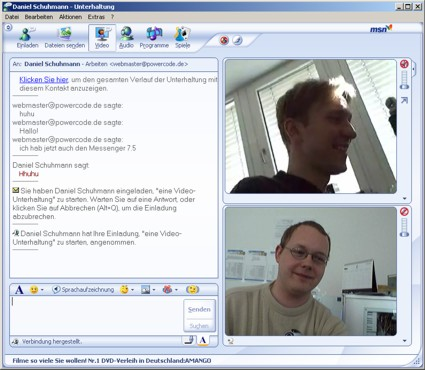 Daniel Schuhmann - Unterhaltung
Datei Bearbeiten Aktionen Extras ?
msn
Einladen Dateien senden Video Audio Programme Spiele
An: Daniel Schuhmann - Arbeiten <webmaster@powercode.de>
Klicken Sie hier, um den gesamten Verlauf der Unterhaltung mit
diesem Kontakt anzuzeigen.
webmaster@powercode.de sagte:
huhu
webmaster@powercode.de sagte:
Hallo!
webmaster@powercode.de sagte:
ich hab jetzt auch den Messenger 7.5
Daniel Schuhmann sagt:
Hhuhu
Sie haben Daniel Schuhmann eingeladen, "eine Video-
Unterhaltung" zu starten. Warten Sie auf eine Antwort, oder
klicken Sie auf Abbrechen (Alt+Q), um die Einladung
abzubrechen.
Daniel Schuhmann hat Ihre Einladung, "eine Video-
Unterhaltung" zu starten, angenommen.
A Sprachaufzeichnung
Senden
Suchen
Verbindung hergestellt. A
Filme so viele Sie wollen! Nr.1 DVD-Verleih in Deutschland:AMANGO